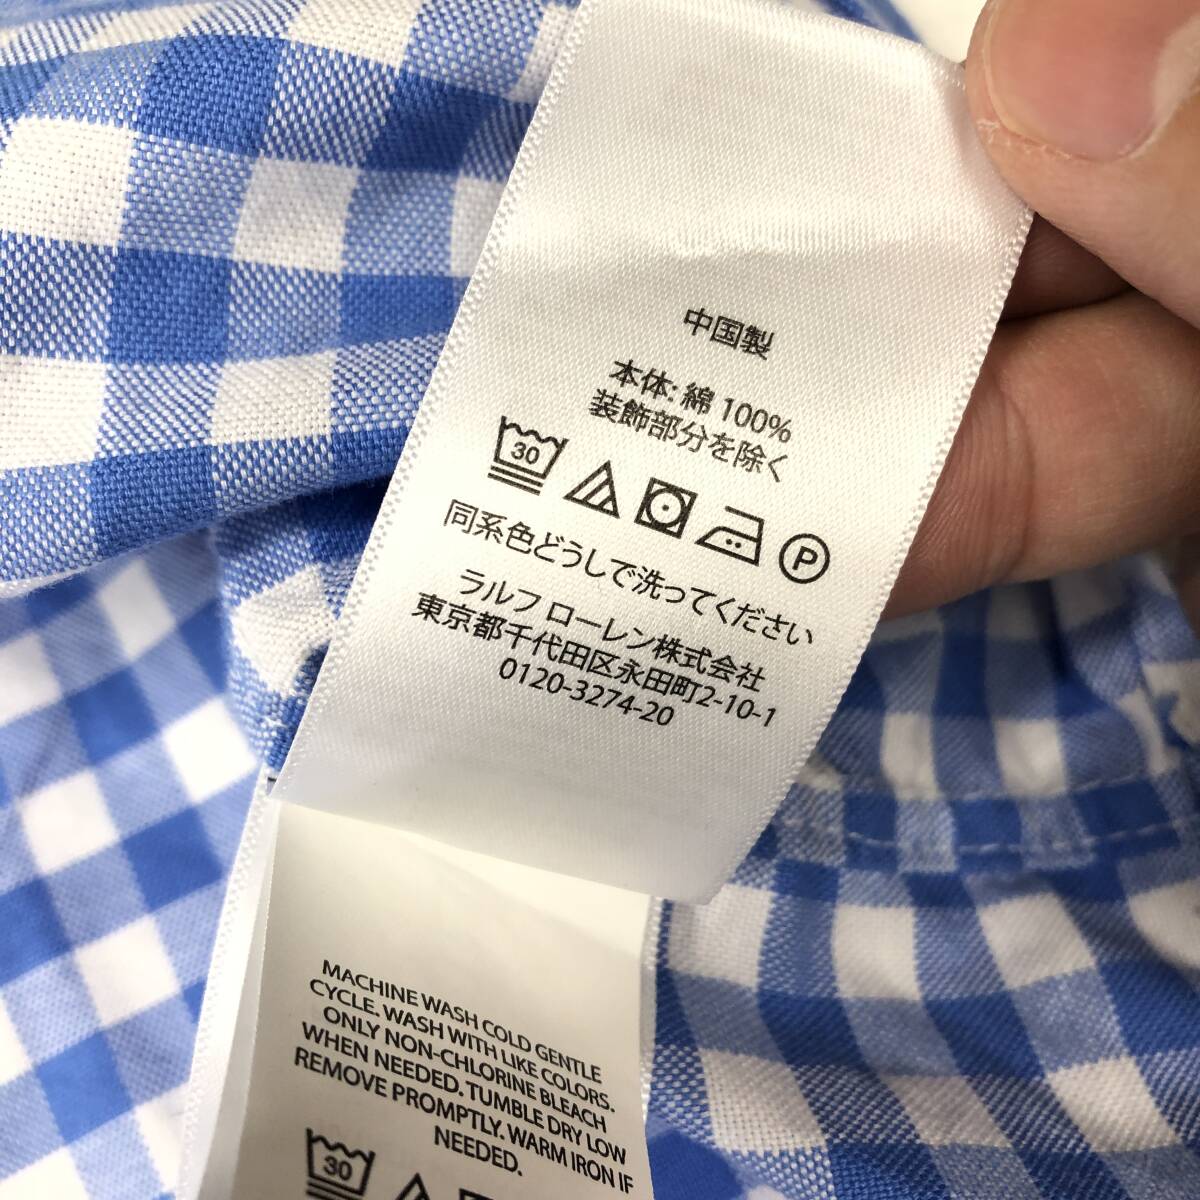 中国製
本体: 綿 100%
装飾部分を除く
30
P
同系色どうしで洗ってください
ラルフ ローレン株式会社
東京都千代田区永田町2-10-1
0120-3274-20
MACHINE WASH COLD GENTLE
CYCLE. WASH WITH LIKE COLORS.
ONLY NON-CHLORINE BLEACH
WHEN NEEDED. TUMBLE DRY LOW
REMOVE PROMPTLY. WARM IRON IF
NEEDED.
30